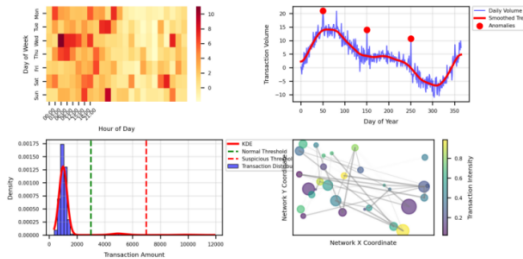 Day of Week
Mon
Tue
Wed
Thu
Fri
Sat
Sun
10
8
6
4
2
0
Hour of Day
Transaction Volume
20
15
10
5
0
-5
0 50 100 150 200 250 300 350
Day of Year
Daily Volume
Smoothed Tre
Anomalies
Density
0.00175
0.00150
0.00125
0.00100
0.00075
0.00050
0.00025
0.00000
0 2000 4000 6000 8000 10000 12000
Transaction Amount
KDE
Normal Threshold
Suspicious Threshold
Transaction Distribu
Network Y Coordinate
Network X Coordinate
0.8
0.6
0.4
0.2
Transaction Intensity